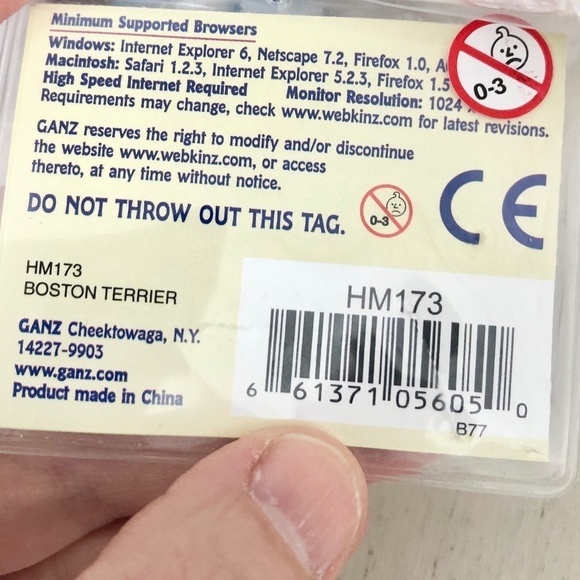 Minimum Supported Browsers
Windows: Internet Explorer 6, Netscape 7.2, Firefox 1.0,
Macintosh: Safari 1.2.3, Internet Explorer 5.2.3, Firefox 1.5
High Speed Internet Required Monitor Resolution: 1024
Requirements may change, check www.webkinz.com for latest revisions.
0-3
GANZ reserves the right to modify and/or discontinue
the website www.webkinz.com, or access
thereto, at any time without notice.
DO NOT THROW OUT THIS TAG.
0-3
CE
HM173
BOSTON TERRIER
GANZ Cheektowaga, N.Y.
14227-9903
www.ganz.com
Product made in China
HM173
6 61371 05605 0
B77